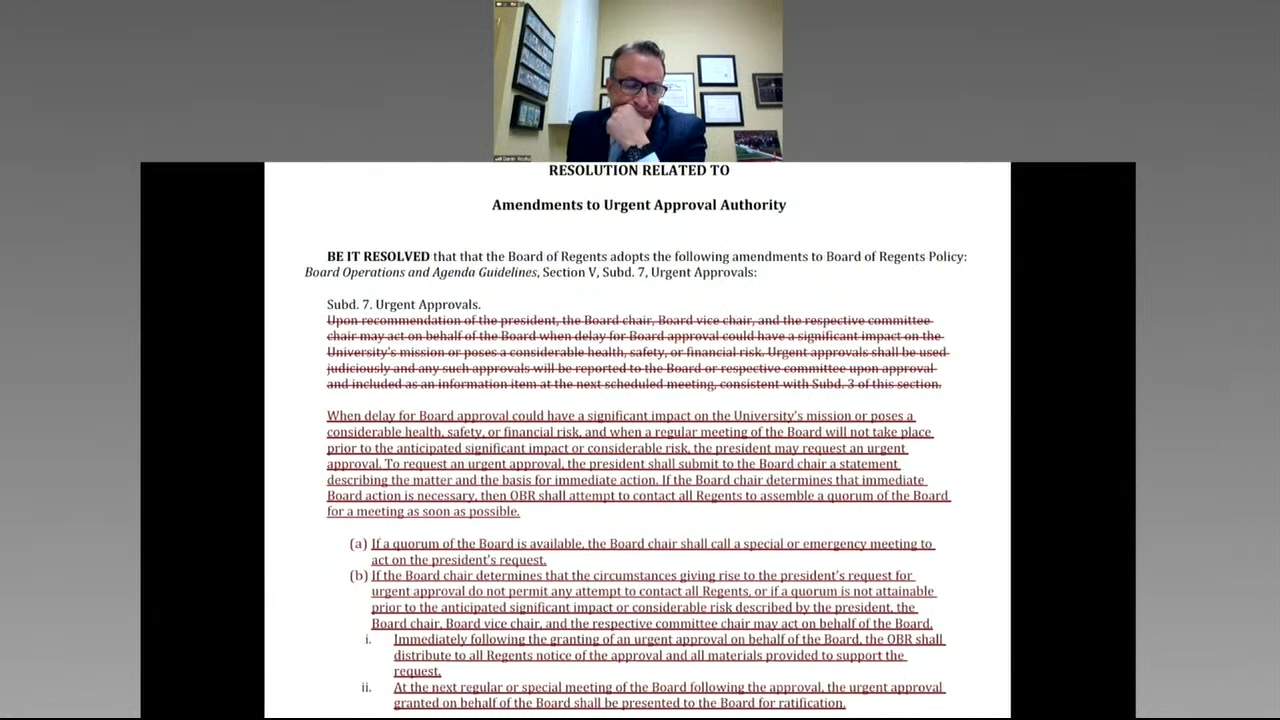 RESOLUTION RELATED TO
Amendments to Urgent Approval Authority
BE IT RESOLVED that that the Board of Regents adopts the following amendments to Board of Regents Policy:
Board Operations and Agenda Guidelines, Section V, Subd. 7, Urgent Approvals:
Subd. 7. Urgent Approvals.
Upon recommendation of the president, the Board chair, Board vice chair, and the respective committee
chair may act on behalf of the Board when delay for Board approval could have a significant impact on the
University's mission or poses a considerable health, safety, or financial risk. Urgent approvals shall be used
judiciously and any such approvals will be reported to the Board or respective committee upon approval
and included as an information item at the next scheduled meeting, consistent with Subd. 3 of this section.
When delay for Board approval could have a significant impact on the University's mission or poses a
considerable health, safety, or financial risk, and when a regular meeting of the Board will not take place
prior to the anticipated significant impact or considerable risk, the president may request an urgent
approval. To request an urgent approval, the president shall submit to the Board chair a statement
describing the matter and the basis for immediate action. If the Board chair determines that immediate
Board action is necessary, then OBR shall attempt to contact all Regents to assemble a quorum of the Board
for a meeting as soon as possible.
(a) If a quorum of the Board is available, the Board chair shall call a special or emergency meeting to
act on the president's request.
(b) If the Board chair determines that the circumstances giving rise to the president's request for
urgent approval do not permit any attempt to contact all Regents, or if a quorum is not attainable
prior to the anticipated significant impact or considerable risk described by the president, the
Board chair, Board vice chair, and the respective committee chair may act on behalf of the Board.
i. Immediately following the granting of an urgent approval on behalf of the Board, the OBR shall
distribute to all Regents notice of the approval and all materials provided to support the
request.
ii. At the next regular or special meeting of the Board following the approval, the urgent approval
granted on behalf of the Board shall be presented to the Board for ratification.